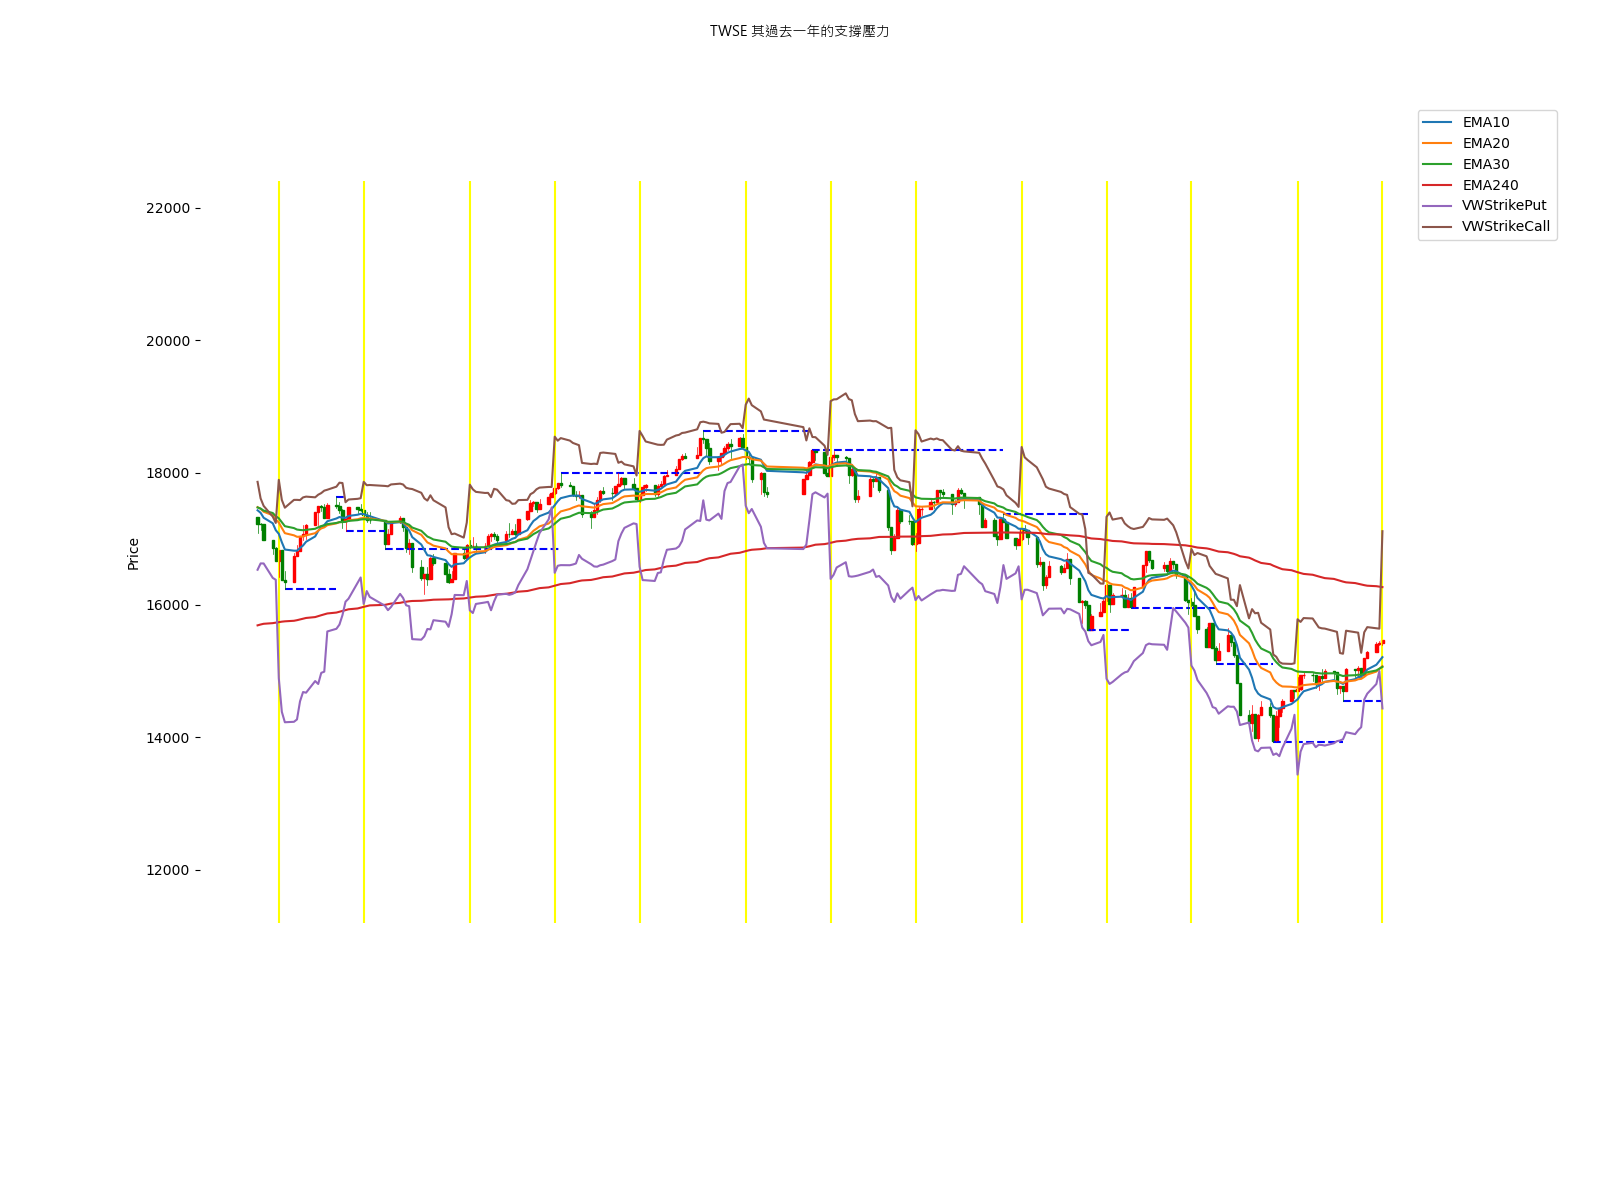 TWSE 其過去一年的支撐壓力
EMA10
EMA20
EMA30
EMA240
VWStrikePut
VWStrikeCall
22000
20000
18000
16000
14000
12000
Price